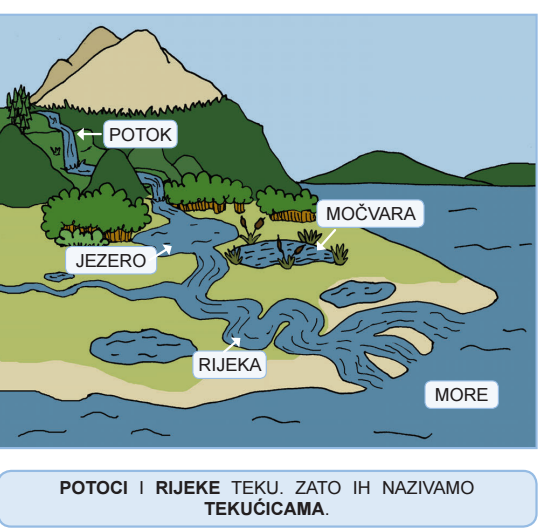 POTOK
MOČVARA
JEZERO
RIJEKA
MORE
POTOCI I RIJEKE TEKU. ZATO IH NAZIVAMO
TEKUĆICAMA.